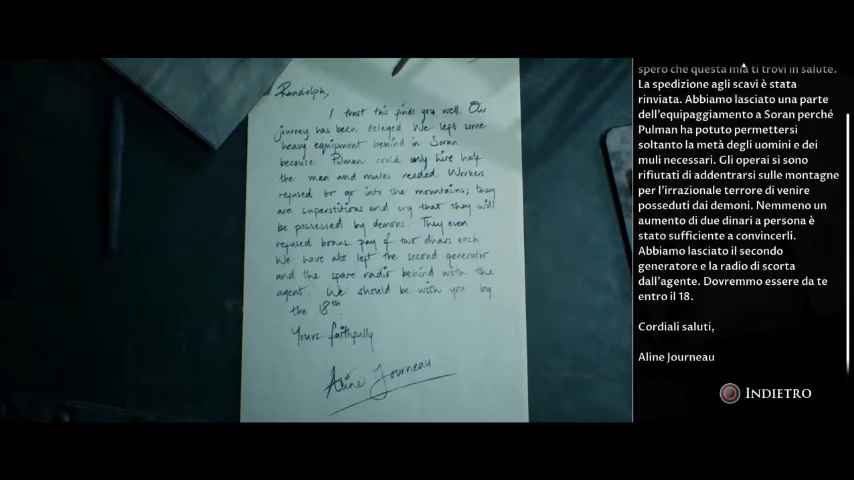 Randolph,
I trust this finds you well. Our
journey has been delayed. We left some
heavy equipment behind in Soran
because Pulman could only hire half
the men and mules needed. Workers
refused to go into the mountains; they
are superstitious and cry that they will
be possessed by demons. They even
refused bonus pay of two dinars each.
We have also left the second generator
and the spare radio behind with the
agent. We should be with you by
the 18th.
Yours faithfully
Aline Journeau
spero che questa mia ti trovi in salute.
La spedizione agli scavi è stata
rinviata. Abbiamo lasciato una parte
dell'equipaggiamento a Soran perché
Pulman ha potuto permettersi
soltanto la metà degli uomini e dei
muli necessari. Gli operai si sono
rifiutati di addentrarsi sulle montagne
per l'irrazionale terrore di venire
posseduti dai demoni. Nemmeno un
aumento di due dinari a persona è
stato sufficiente a convincerli.
Abbiamo lasciato il secondo
generatore e la radio di scorta
dall'agente. Dovremmo essere da te
entro il 18.
Cordiali saluti,
Aline Journeau
INDIETRO